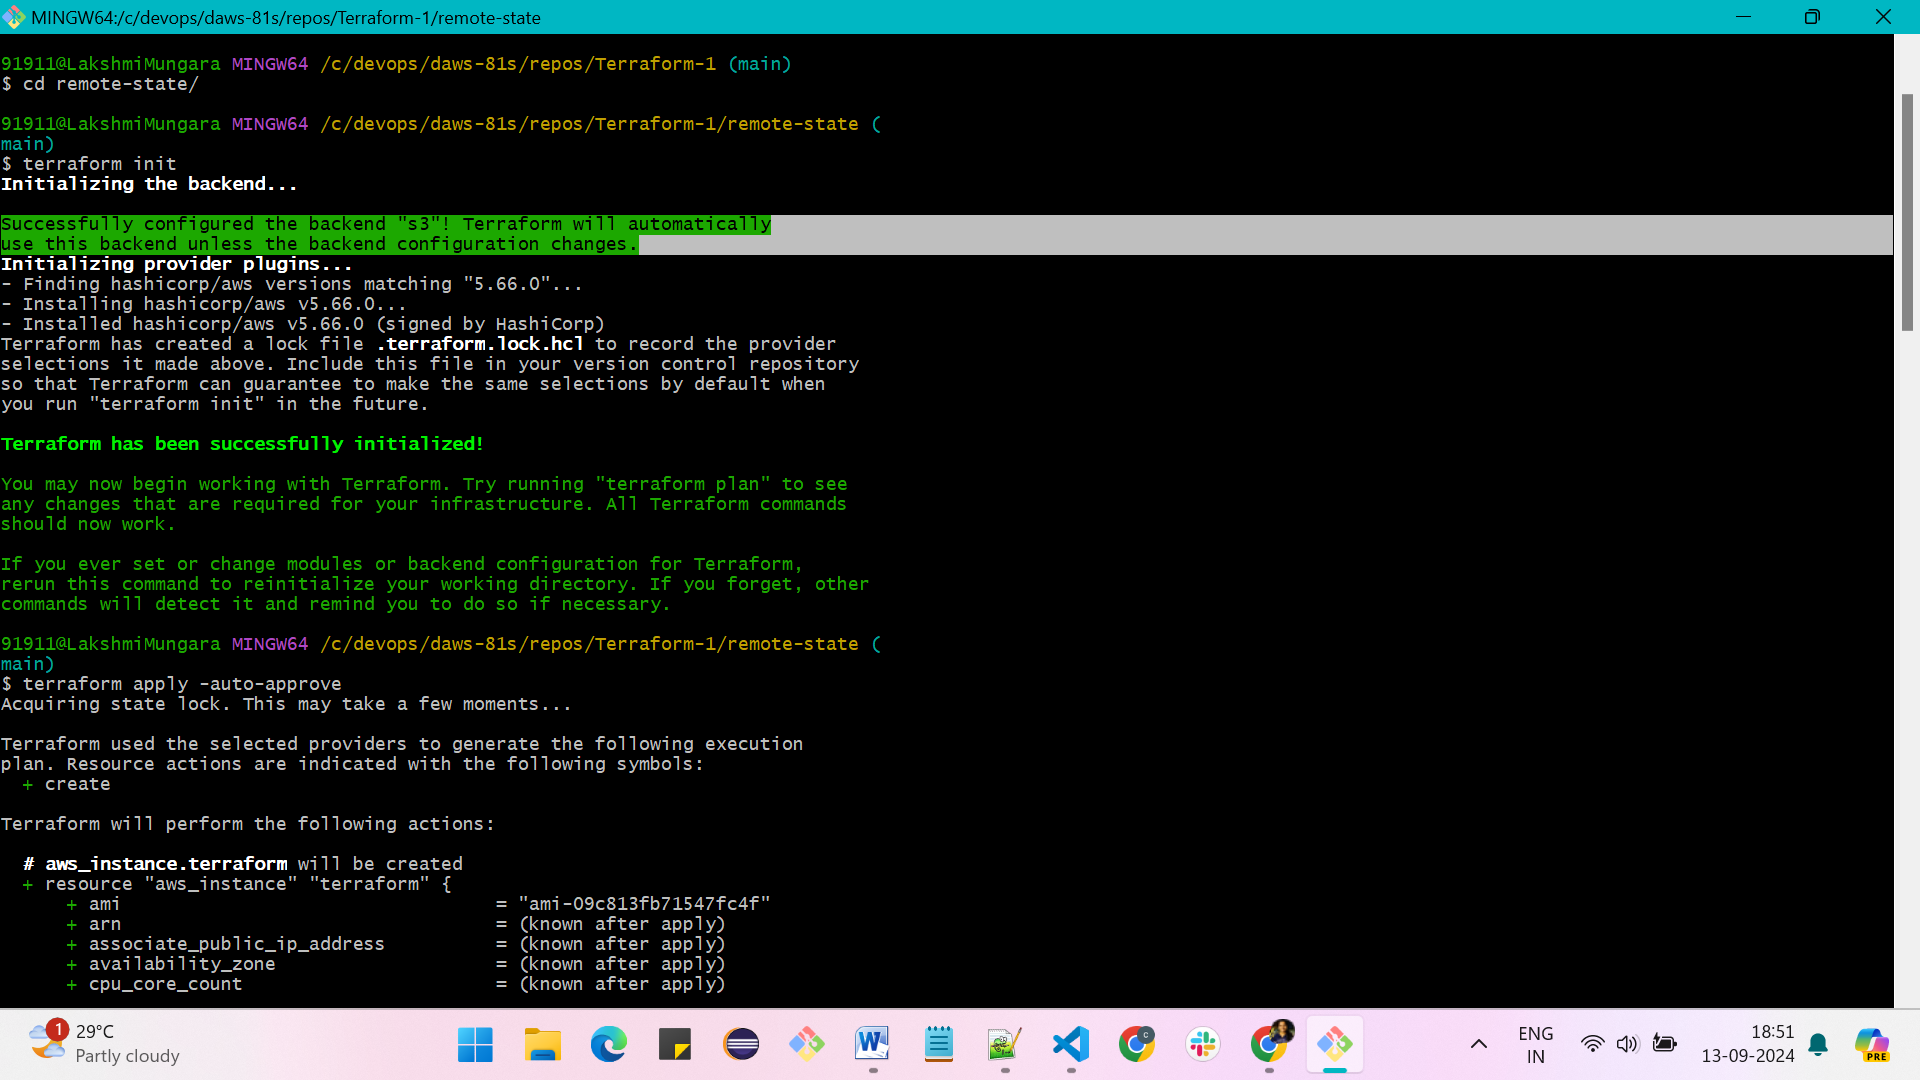 MINGW64:/c/devops/daws-81s/repos/Terraform-1/remote-state
91911@LakshmiMungara MINGW64 /c/devops/daws-81s/repos/Terraform-1 (main)
$ cd remote-state/
91911@LakshmiMungara MINGW64 /c/devops/daws-81s/repos/Terraform-1/remote-state (
main)
$ terraform init
Initializing the backend...
Successfully configured the backend "s3"! Terraform will automatically
use this backend unless the backend configuration changes.
Initializing provider plugins...
- Finding hashicorp/aws versions matching "5.66.0"...
- Installing hashicorp/aws v5.66.0...
- Installed hashicorp/aws v5.66.0 (signed by HashiCorp)
Terraform has created a lock file .terraform.lock.hcl to record the provider
selections it made above. Include this file in your version control repository
so that Terraform can guarantee to make the same selections by default when
you run "terraform init" in the future.
Terraform has been successfully initialized!
You may now begin working with Terraform. Try running "terraform plan" to see
any changes that are required for your infrastructure. All Terraform commands
should now work.
If you ever set or change modules or backend configuration for Terraform,
rerun this command to reinitialize your working directory. If you forget, other
commands will detect it and remind you to do so if necessary.
91911@LakshmiMungara MINGW64 /c/devops/daws-81s/repos/Terraform-1/remote-state (
main)
$ terraform apply -auto-approve
Acquiring state lock. This may take a few moments...
Terraform used the selected providers to generate the following execution
plan. Resource actions are indicated with the following symbols:
+ create
Terraform will perform the following actions:
# aws_instance.terraform will be created
+ resource "aws_instance" "terraform" {
+ ami = "ami-09c813fb71547fc4f"
+ arn = (known after apply)
+ associate_public_ip_address = (known after apply)
+ availability_zone = (known after apply)
+ cpu_core_count = (known after apply)
1
29°C
Partly cloudy
W
C
ENG
IN
18:51
13-09-2024
PRE